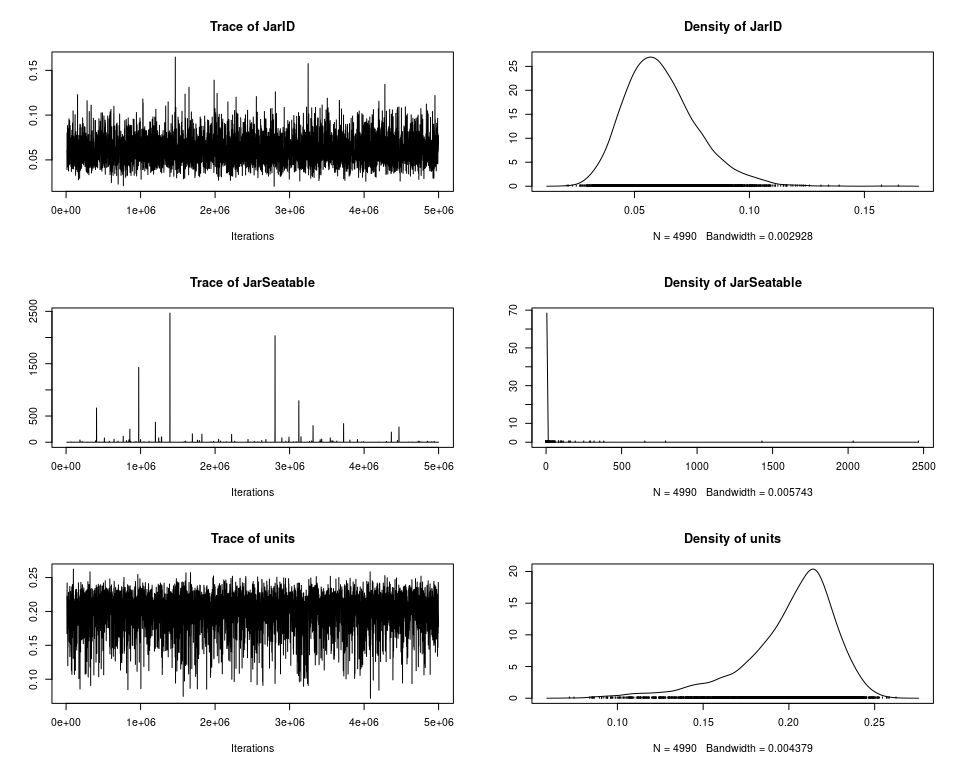 Trace of JarID
Density of JarID
0.05 0.10 0.15
0 5 10 15 20 25
0e+00 1e+06 2e+06 3e+06 4e+06 5e+06
0.05 0.10 0.15
Iterations
N = 4990 Bandwidth = 0.002928
Trace of JarSeatable
Density of JarSeatable
0 500 1500 2500
0 10 30 50 70
0e+00 1e+06 2e+06 3e+06 4e+06 5e+06
0 500 1000 1500 2000 2500
Iterations
N = 4990 Bandwidth = 0.005743
Trace of units
Density of units
0.10 0.15 0.20 0.25
0 5 10 15 20
0e+00 1e+06 2e+06 3e+06 4e+06 5e+06
0.10 0.15 0.20 0.25
Iterations
N = 4990 Bandwidth = 0.004379